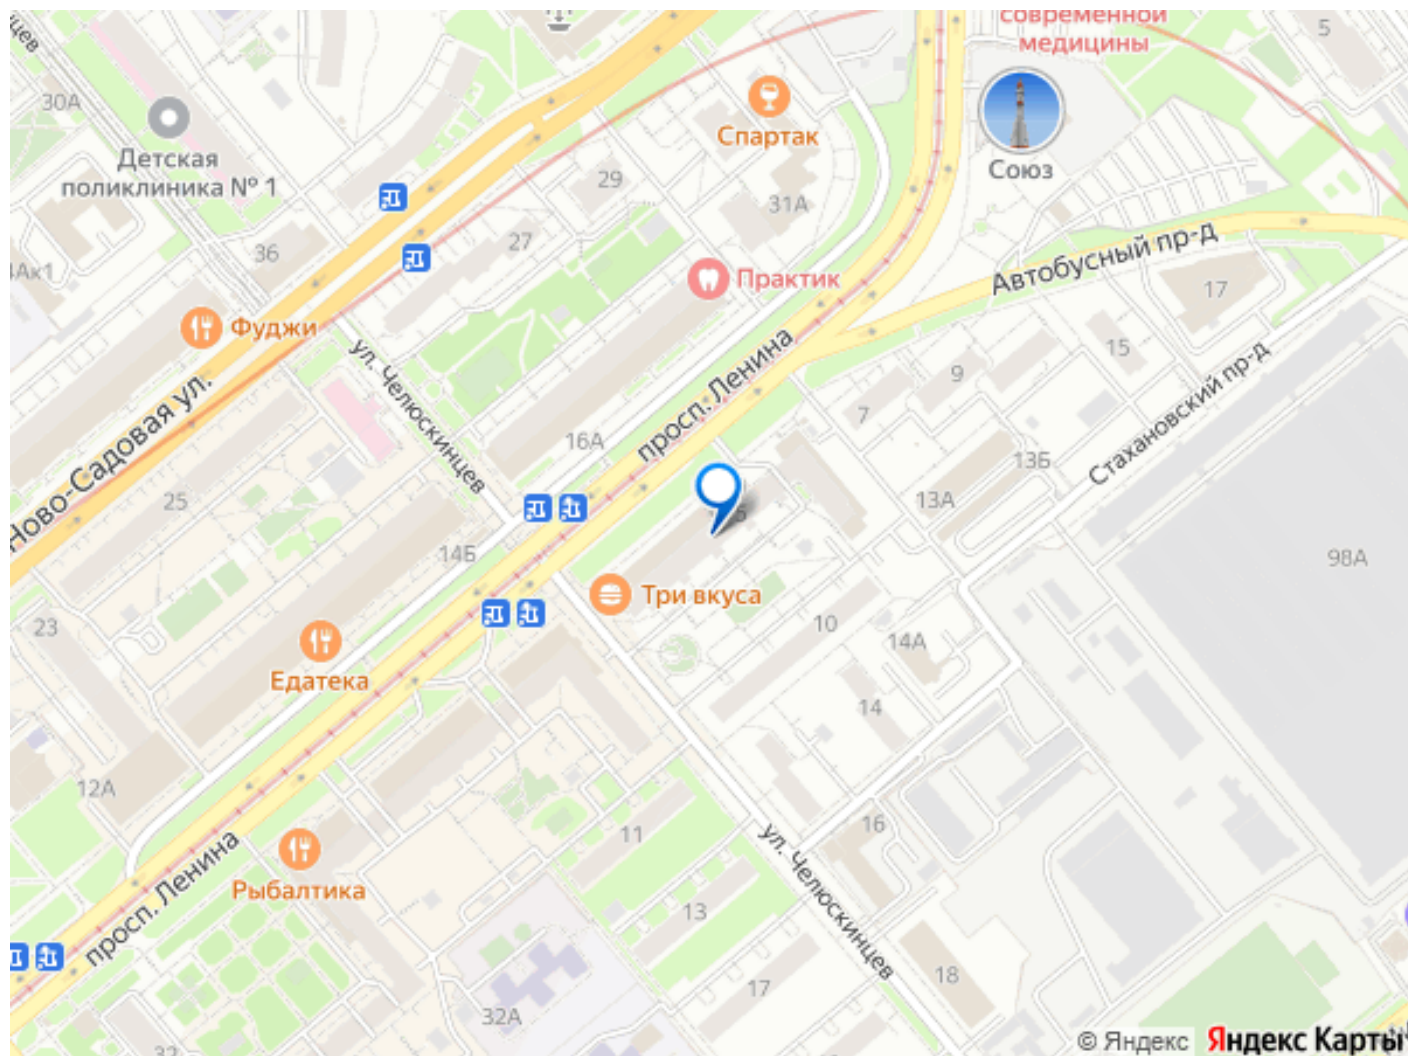 современной
медицины
5
цев
30А
Спартак
Детская
поликлиника № 1
Союз
29
31А
27
36
4Ак1
Практик
Автобусный пр-д
17
Фуджи
ул. Челюскинцев
просп. Ленина
15
9
7
Ново-Садовая ул.
16А
13Б
Стахановский пр-д
25
13А
14Б
98А
Три вкуса
23
10
14А
Едатека
14
12А
11
16
ул. Челюскинцев
просп. Ленина
Рыбалтика
13
18
17
32А
32
© Яндекс Яндекс Карты